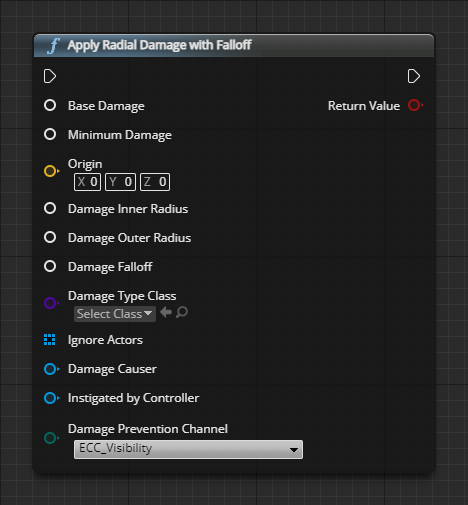 f Apply Radial Damage with Falloff
Base Damage Return Value
Minimum Damage
Origin
X 0 Y 0 Z 0
Damage Inner Radius
Damage Outer Radius
Damage Falloff
Damage Type Class
Select Class
Ignore Actors
Damage Causer
Instigated by Controller
Damage Prevention Channel
ECC_Visibility